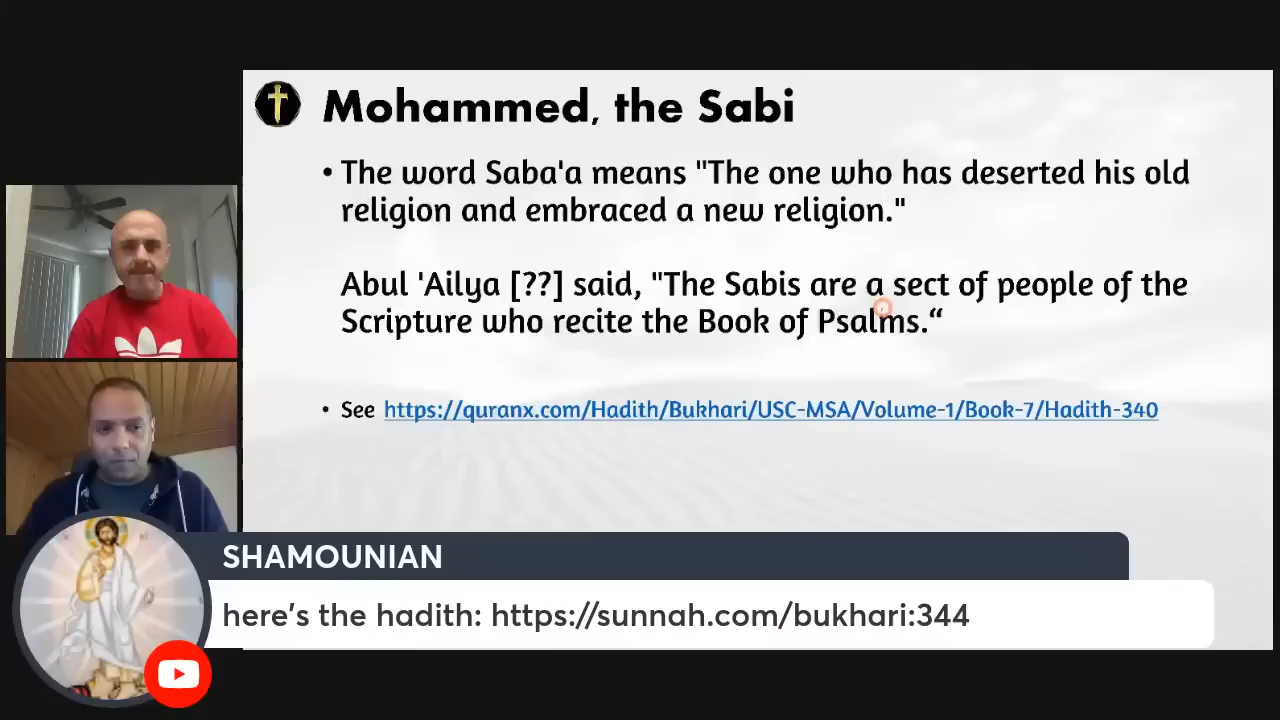 Mohammed, the Sabi
• The word Saba'a means "The one who has deserted his old
religion and embraced a new religion."
Abul 'Ailya [??] said, "The Sabis are a sect of people of the
Scripture who recite the Book of Psalms.“
• See https://quranx.com/Hadith/Bukhari/USC-MSA/Volume-1/Book-7/Hadith-340
SHAMOUNIAN
here's the hadith: https://sunnah.com/bukhari:344